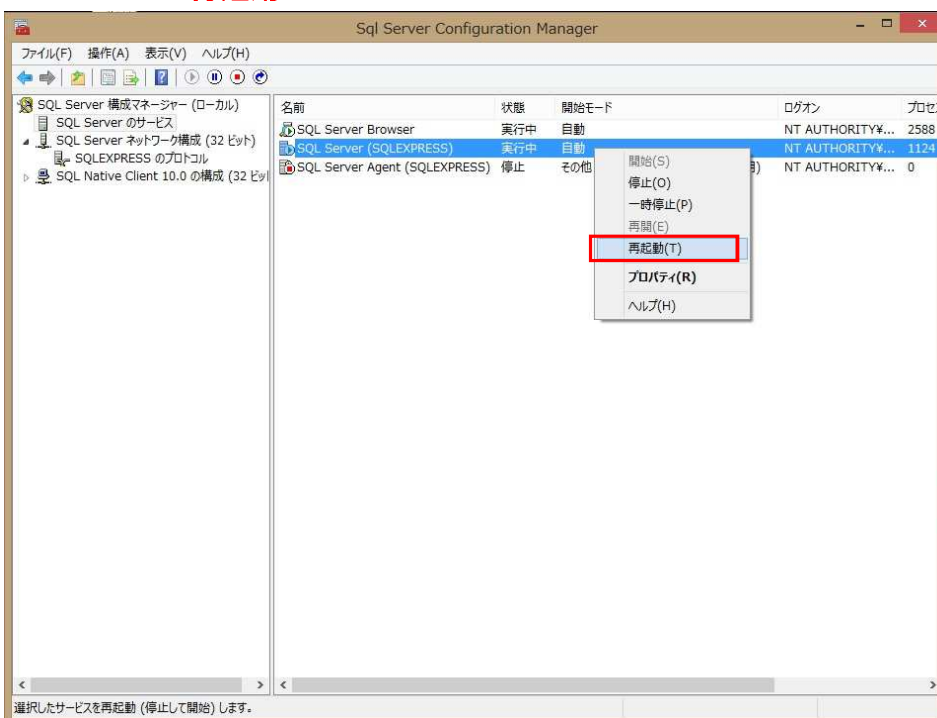 Sql Server Configuration Manager
ファイル(F) 操作(A) 表示(V) ヘルプ(H)
SQL Server 構成マネージャー (ローカル)
SQL Server のサービス
SQL Server ネットワーク構成 (32 ビット)
SQLEXPRESS のプロトコル
SQL Native Client 10.0 の構成 (32 ビッ
名前 状態 開始モード ログオン プロセ
SQL Server Browser 実行中 自動 NT AUTHORITY¥... 2588
SQL Server (SQLEXPRESS) 実行中 自動 NT AUTHORITY¥... 1124
SQL Server Agent (SQLEXPRESS) 停止 その他 ) NT AUTHORITY¥... 0
開始(S)
停止(O)
一時停止(P)
再開(E)
再起動(T)
プロパティ(R)
ヘルプ(H)
選択したサービスを再起動 (停止して開始) します。